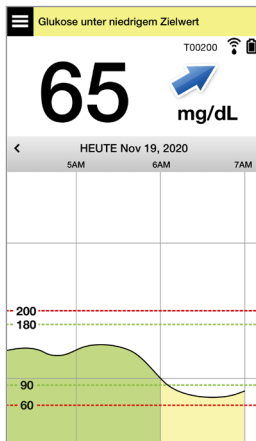 Glukose unter niedrigem Zielwert
T00200
65
mg/dL
HEUTE Nov 19, 2020
5AM 6AM 7AM
200
180
90
60